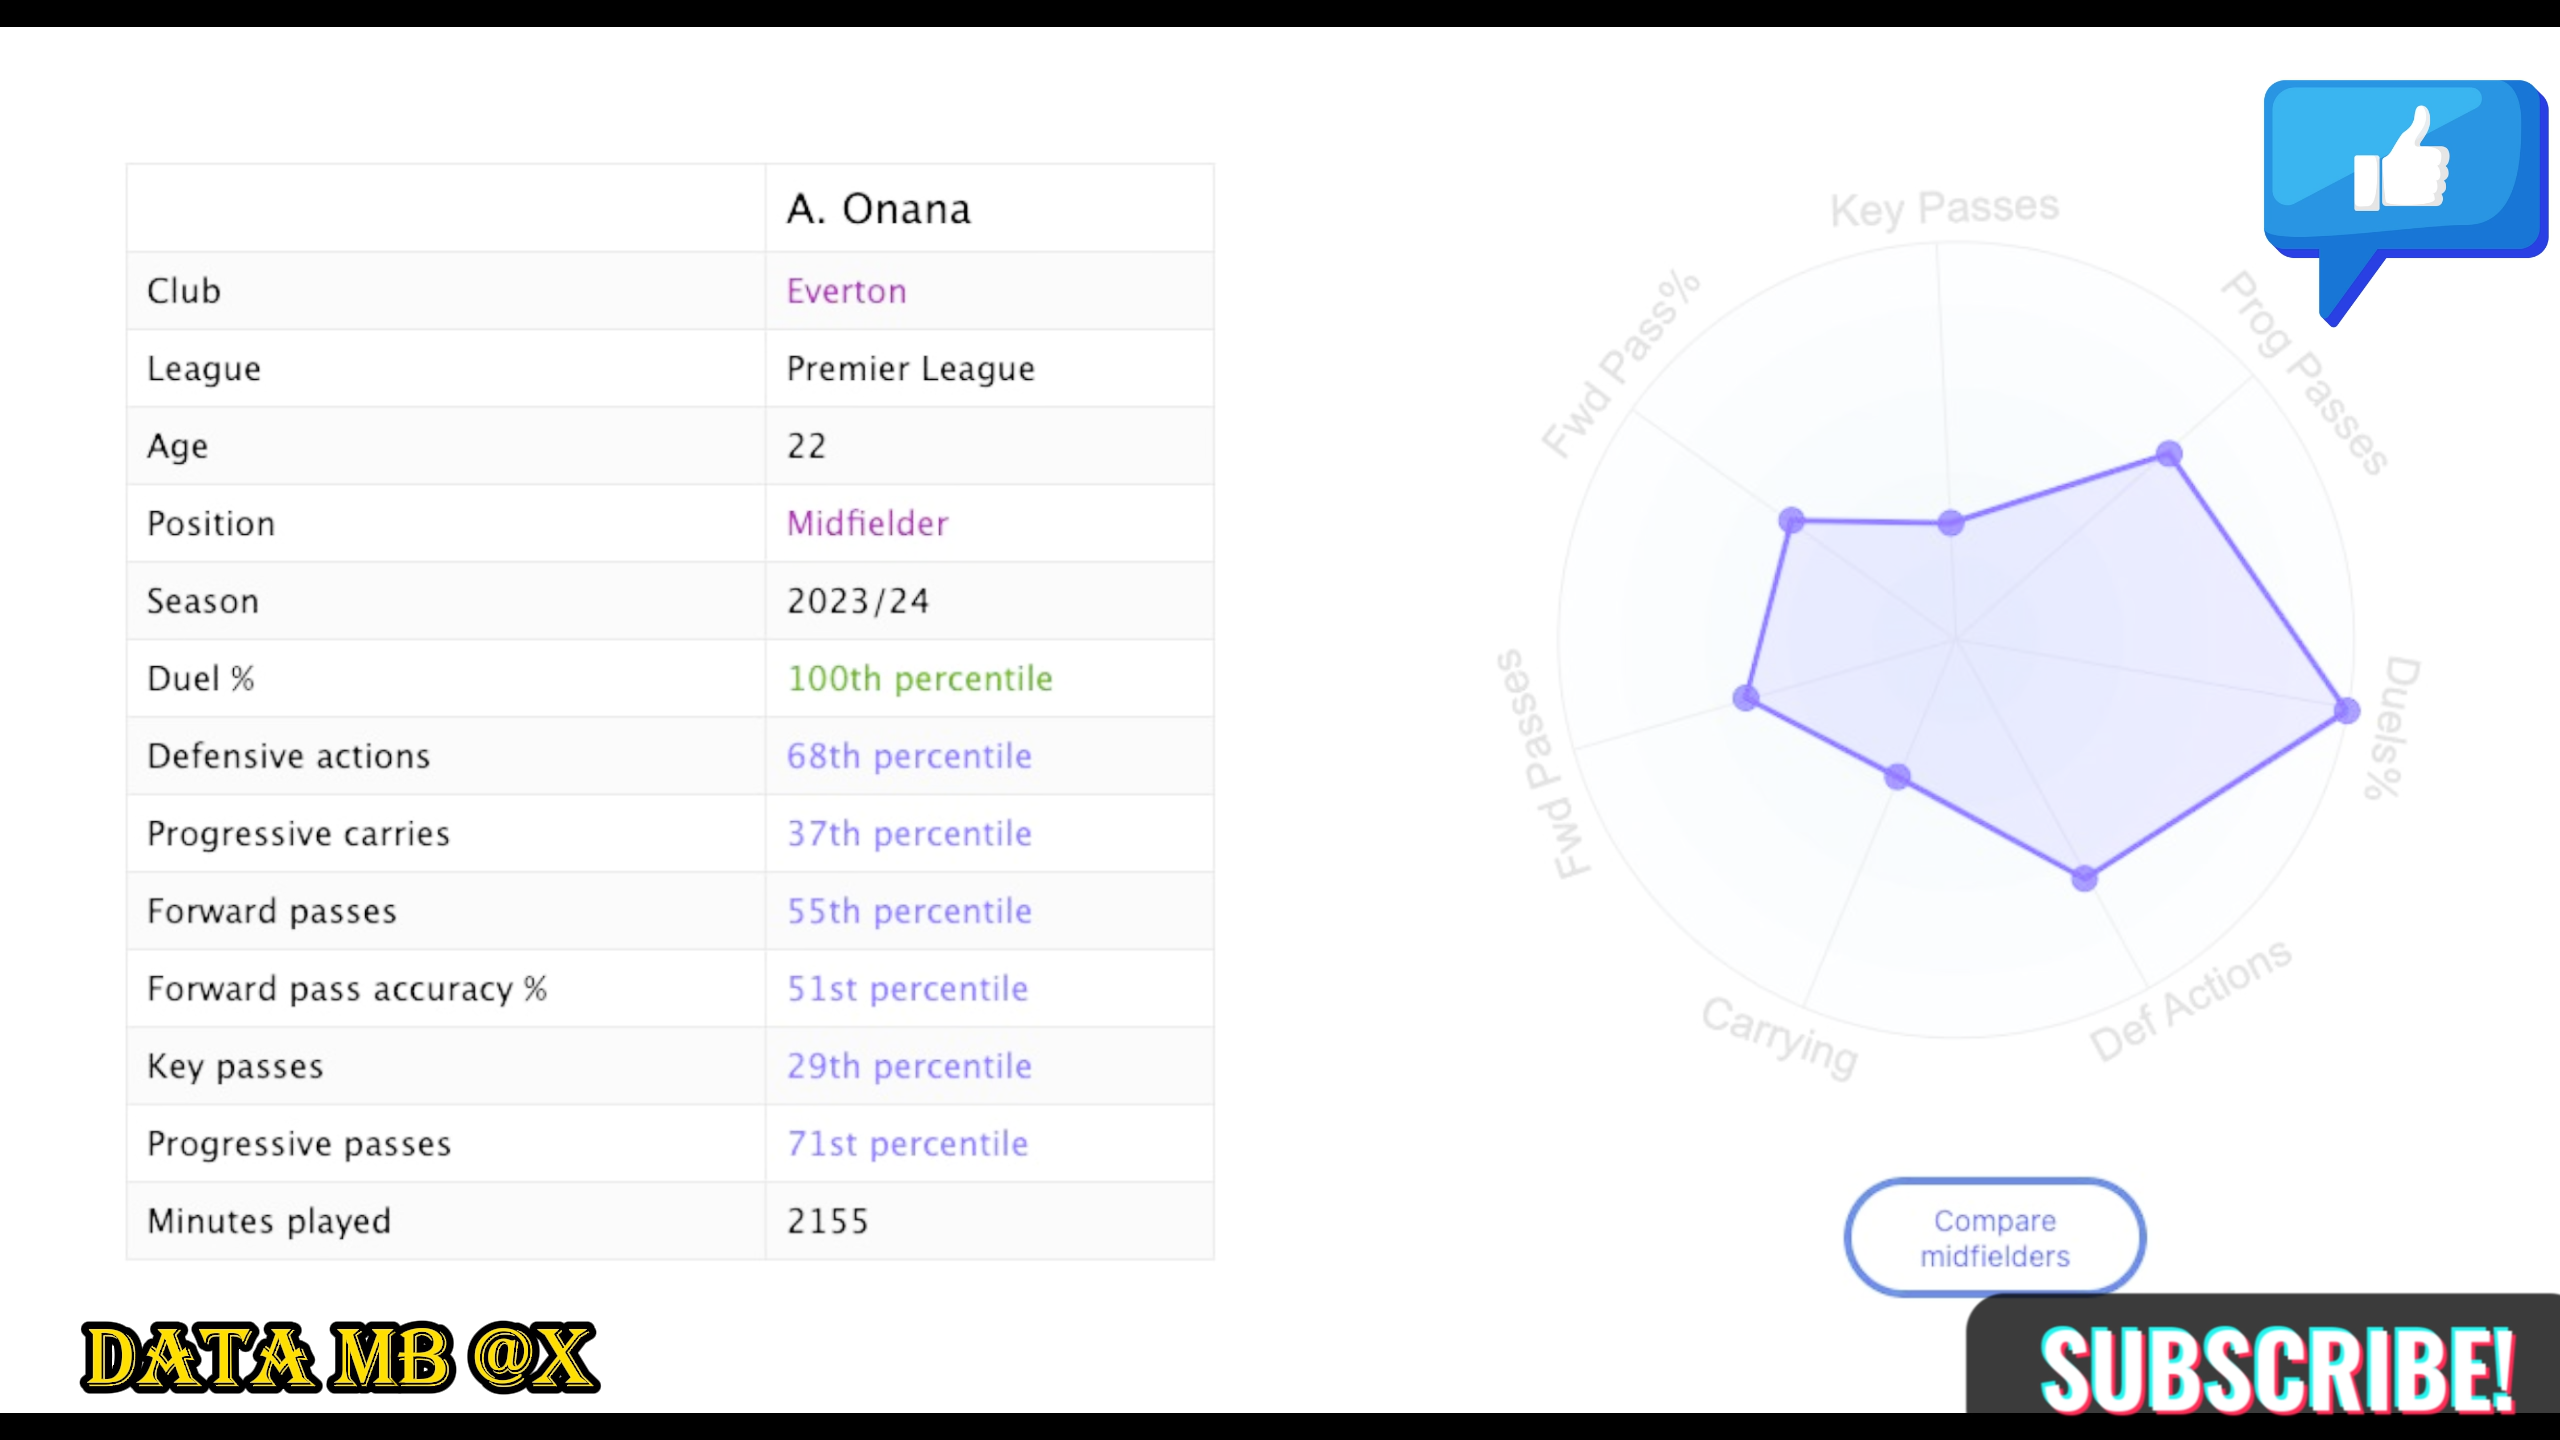 A. Onana
Club Everton
League Premier League
Age 22
Position Midfielder
Season 2023/24
Duel % 100th percentile
Defensive actions 68th percentile
Progressive carries 37th percentile
Forward passes 55th percentile
Forward pass accuracy % 51st percentile
Key passes 29th percentile
Progressive passes 71st percentile
Minutes played 2155
Key Passes
Prog Passes
Duels%
Def Actions
Carrying
Fwd Passes
Fwd Pass%
Compare
midfielders
DATA MB @X
SUBSCRIBE!